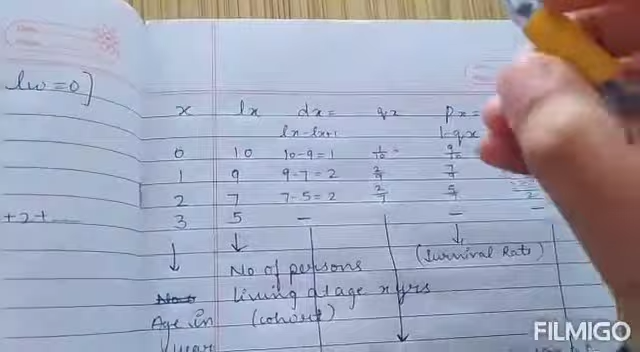 lw=0]
x lx dx= qx px=
lx-lx+1 1-qx
0 10 10-9=1 1/10 9/10
1 9 9-7=2 2/9 7/9
2 7 7-5=2 2/7 5/7
+2+....
3 5 - - -
(Survival Rate)
No of persons
living at age x yrs
Age in (cohort)
year
FILMIGO